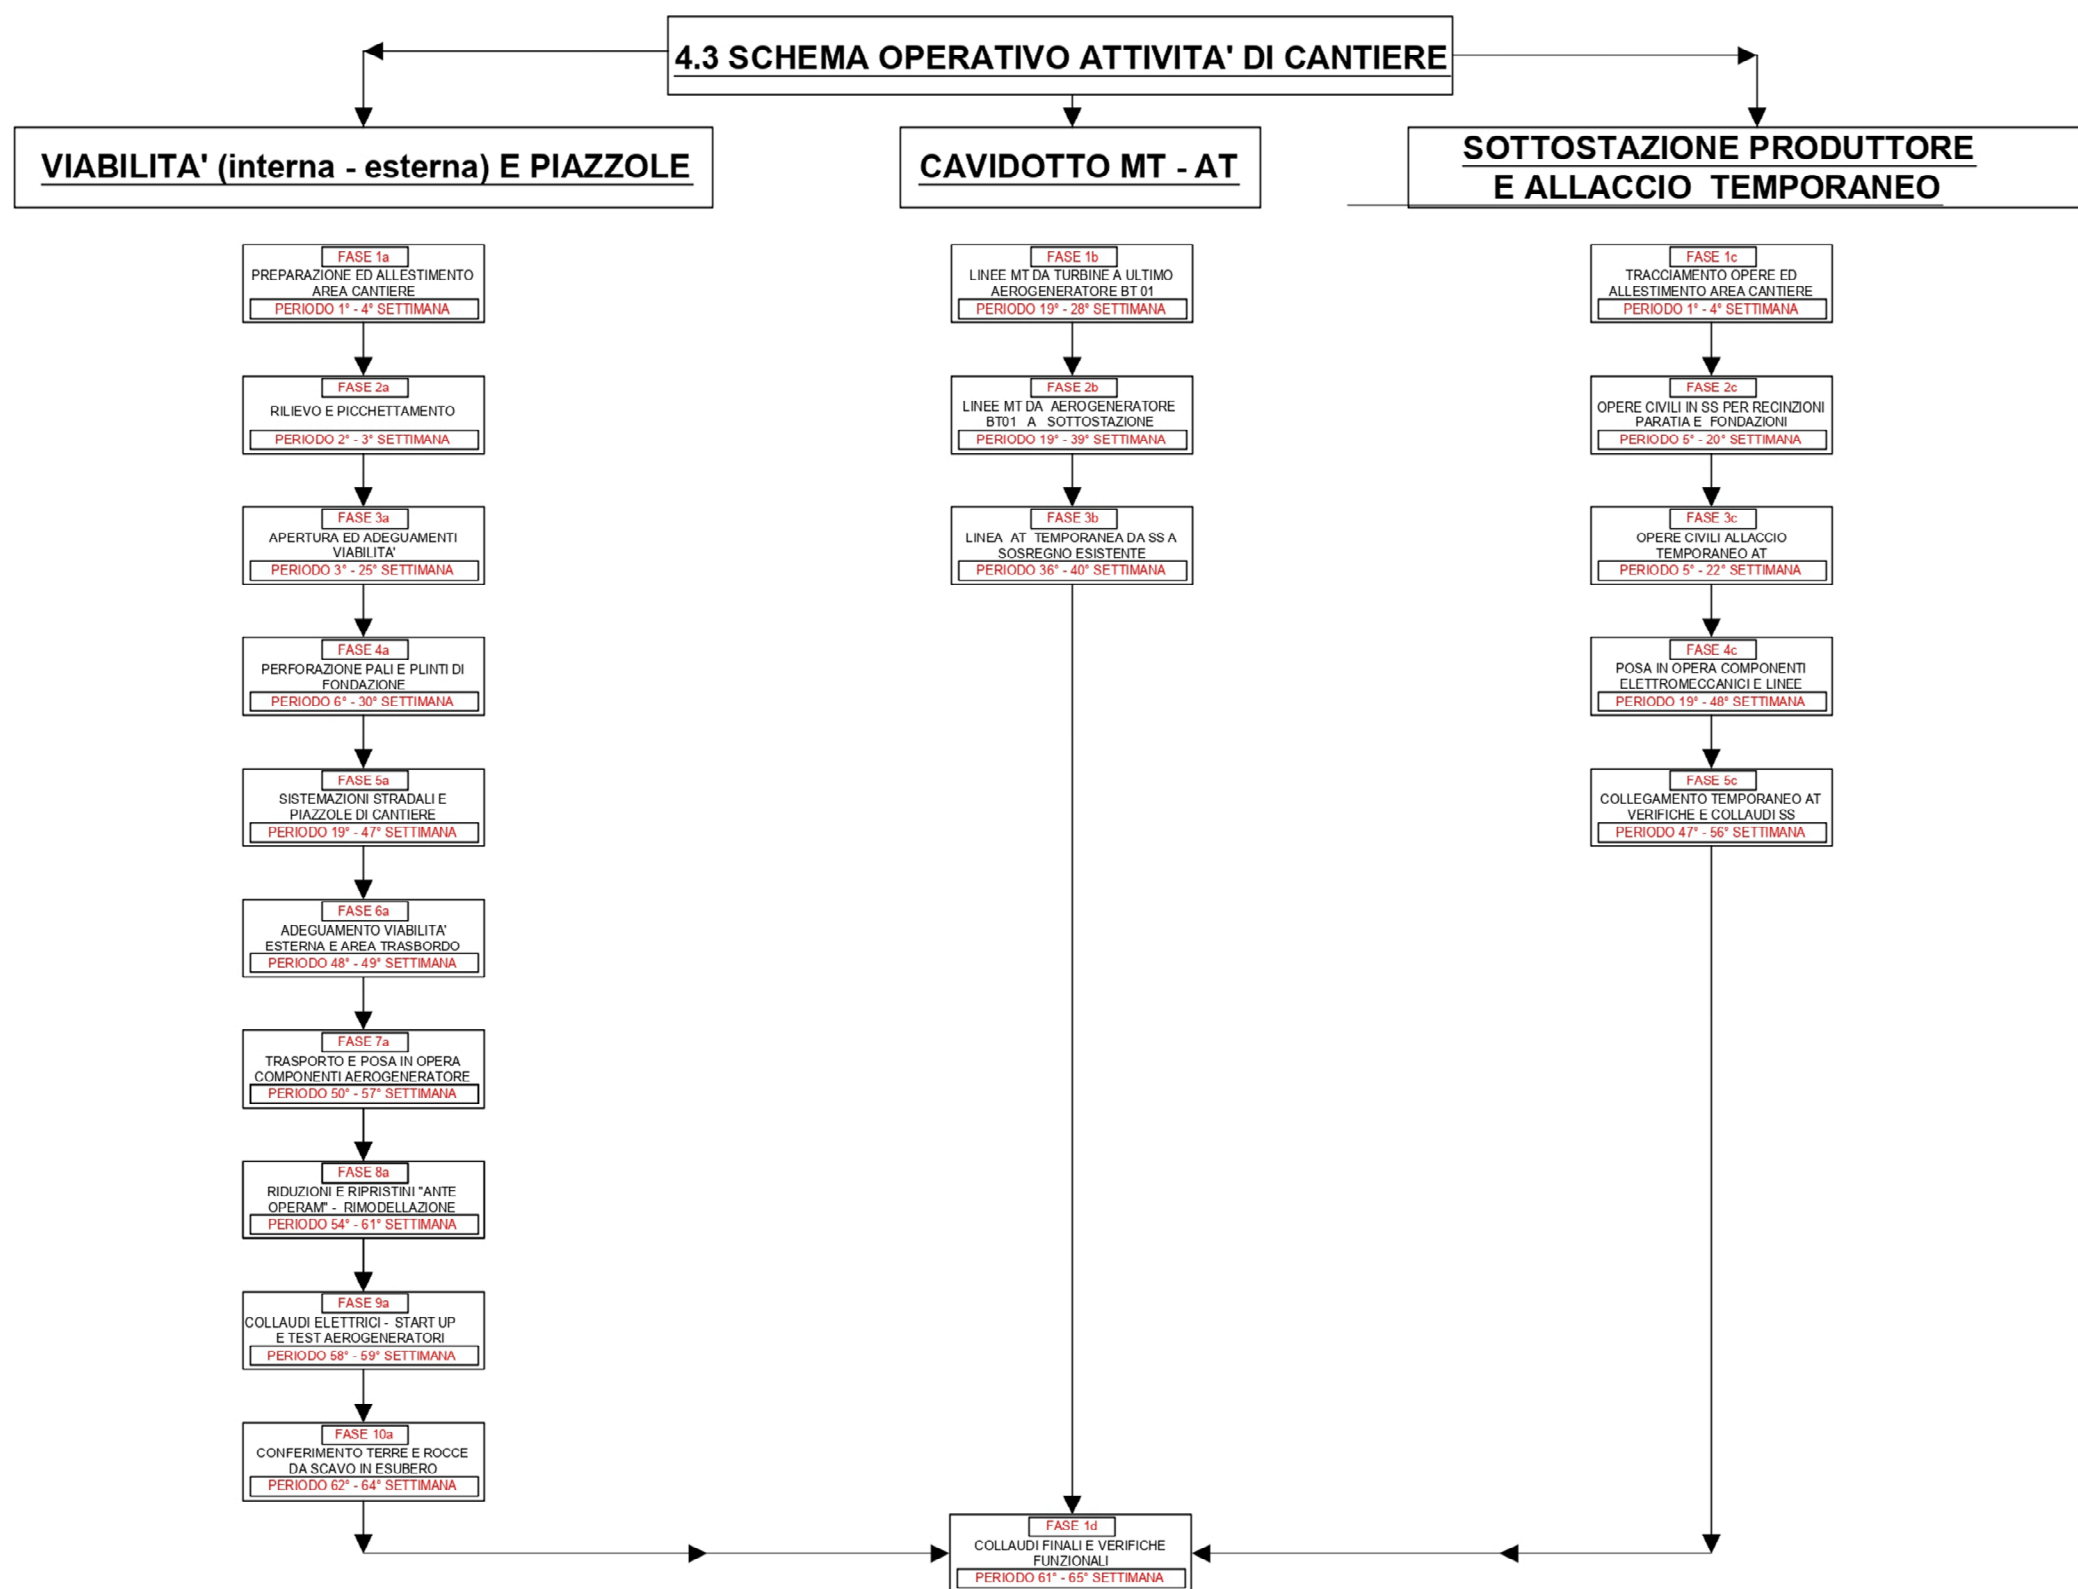 4.3 SCHEMA OPERATIVO ATTIVITA' DI CANTIERE
VIABILITA' (interna - esterna) E PIAZZOLE
FASE 1a
PREPARAZIONE ED ALLESTIMENTO
AREA CANTIERE
PERIODO 1° - 4° SETTIMANA
FASE 2a
RILIEVO E PICCHETTAMENTO
PERIODO 2° - 3° SETTIMANA
FASE 3a
APERTURA ED ADEGUAMENTI
VIABILITA'
PERIODO 3° - 25° SETTIMANA
FASE 4a
PERFORAZIONE PALI E PLINTI DI
FONDAZIONE
PERIODO 6° - 30° SETTIMANA
FASE 5a
SISTEMAZIONI STRADALI E
PIAZZOLE DI CANTIERE
PERIODO 19° - 47° SETTIMANA
FASE 6a
ADEGUAMENTO VIABILITA'
ESTERNA E AREA TRASBORDO
PERIODO 48° - 49° SETTIMANA
FASE 7a
TRASPORTO E POSA IN OPERA
COMPONENTI AEROGENERATORE
PERIODO 50° - 57° SETTIMANA
FASE 8a
RIDUZIONI E RIPRISTINI "ANTE
OPERAM" - RIMODELLAZIONE
PERIODO 54° - 61° SETTIMANA
FASE 9a
COLLAUDI ELETTRICI - START UP
E TEST AEROGENERATORI
PERIODO 58° - 59° SETTIMANA
FASE 10a
CONFERIMENTO TERRE E ROCCE
DA SCAVO IN ESUBERO
PERIODO 62° - 64° SETTIMANA
CAVIDOTTO MT - AT
FASE 1b
LINEE MT DA TURBINE A ULTIMO
AEROGENERATORE BT 01
PERIODO 19° - 28° SETTIMANA
FASE 2b
LINEE MT DA AEROGENERATORE
BT01 A SOTTOSTAZIONE
PERIODO 19° - 39° SETTIMANA
FASE 3b
LINEA AT TEMPORANEA DA SS A
SOSREGNO ESISTENTE
PERIODO 36° - 40° SETTIMANA
SOTTOSTAZIONE PRODUTTORE
E ALLACCIO TEMPORANEO
FASE 1c
TRACCIAMENTO OPERE ED
ALLESTIMENTO AREA CANTIERE
PERIODO 1° - 4° SETTIMANA
FASE 2c
OPERE CIVILI IN SS PER RECINZIONI
PARATIA E FONDAZIONI
PERIODO 5° - 20° SETTIMANA
FASE 3c
OPERE CIVILI ALLACCIO
TEMPORANEO AT
PERIODO 5° - 22° SETTIMANA
FASE 4c
POSA IN OPERA COMPONENTI
ELETTROMECCANICI E LINEE
PERIODO 19° - 48° SETTIMANA
FASE 5c
COLLEGAMENTO TEMPORANEO AT
VERIFICHE E COLLAUDI SS
PERIODO 47° - 56° SETTIMANA
FASE 1d
COLLAUDI FINALI E VERIFICHE
FUNZIONALI
PERIODO 61° - 65° SETTIMANA